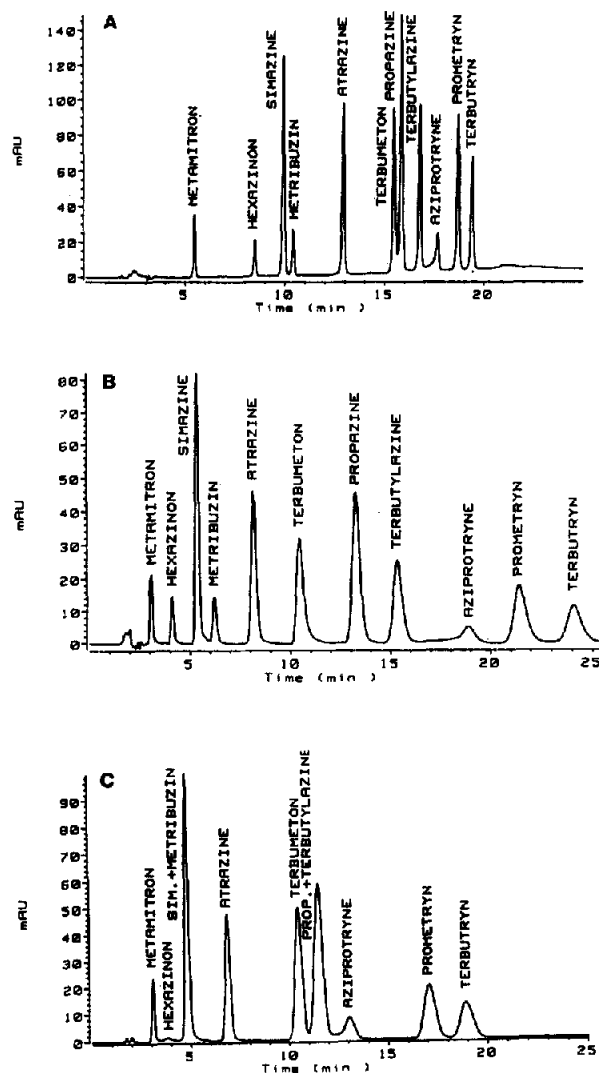 A
140
120
100
80
60
40
20
0
mAU
METAMITRON
HEXAZINON
SIMAZINE
METRIBUZIN
ATRAZINE
TERBUMETON
PROPAZINE
TERBUTYLAZINE
AZIPROTRYNE
PROMETRYN
TERBUTRYN
5 10 15 20
Time (min )
B
80
70
60
50
40
30
20
10
0
mAU
METAMITRON
HEXAZINON
SIMAZINE
METRIBUZIN
ATRAZINE
TERBUMETON
PROPAZINE
TERBUTYLAZINE
AZIPROTRYNE
PROMETRYN
TERBUTRYN
5 10 15 20 25
Time (min )
C
90
80
70
60
50
40
30
20
10
0
mAU
METAMITRON
HEXAZINON
SIM.+METRIBUZIN
ATRAZINE
TERBUMETON
PROP.+TERBUTYLAZINE
AZIPROTRYNE
PROMETRYN
TERBUTRYN
5 10 15 20 25
Time (min )